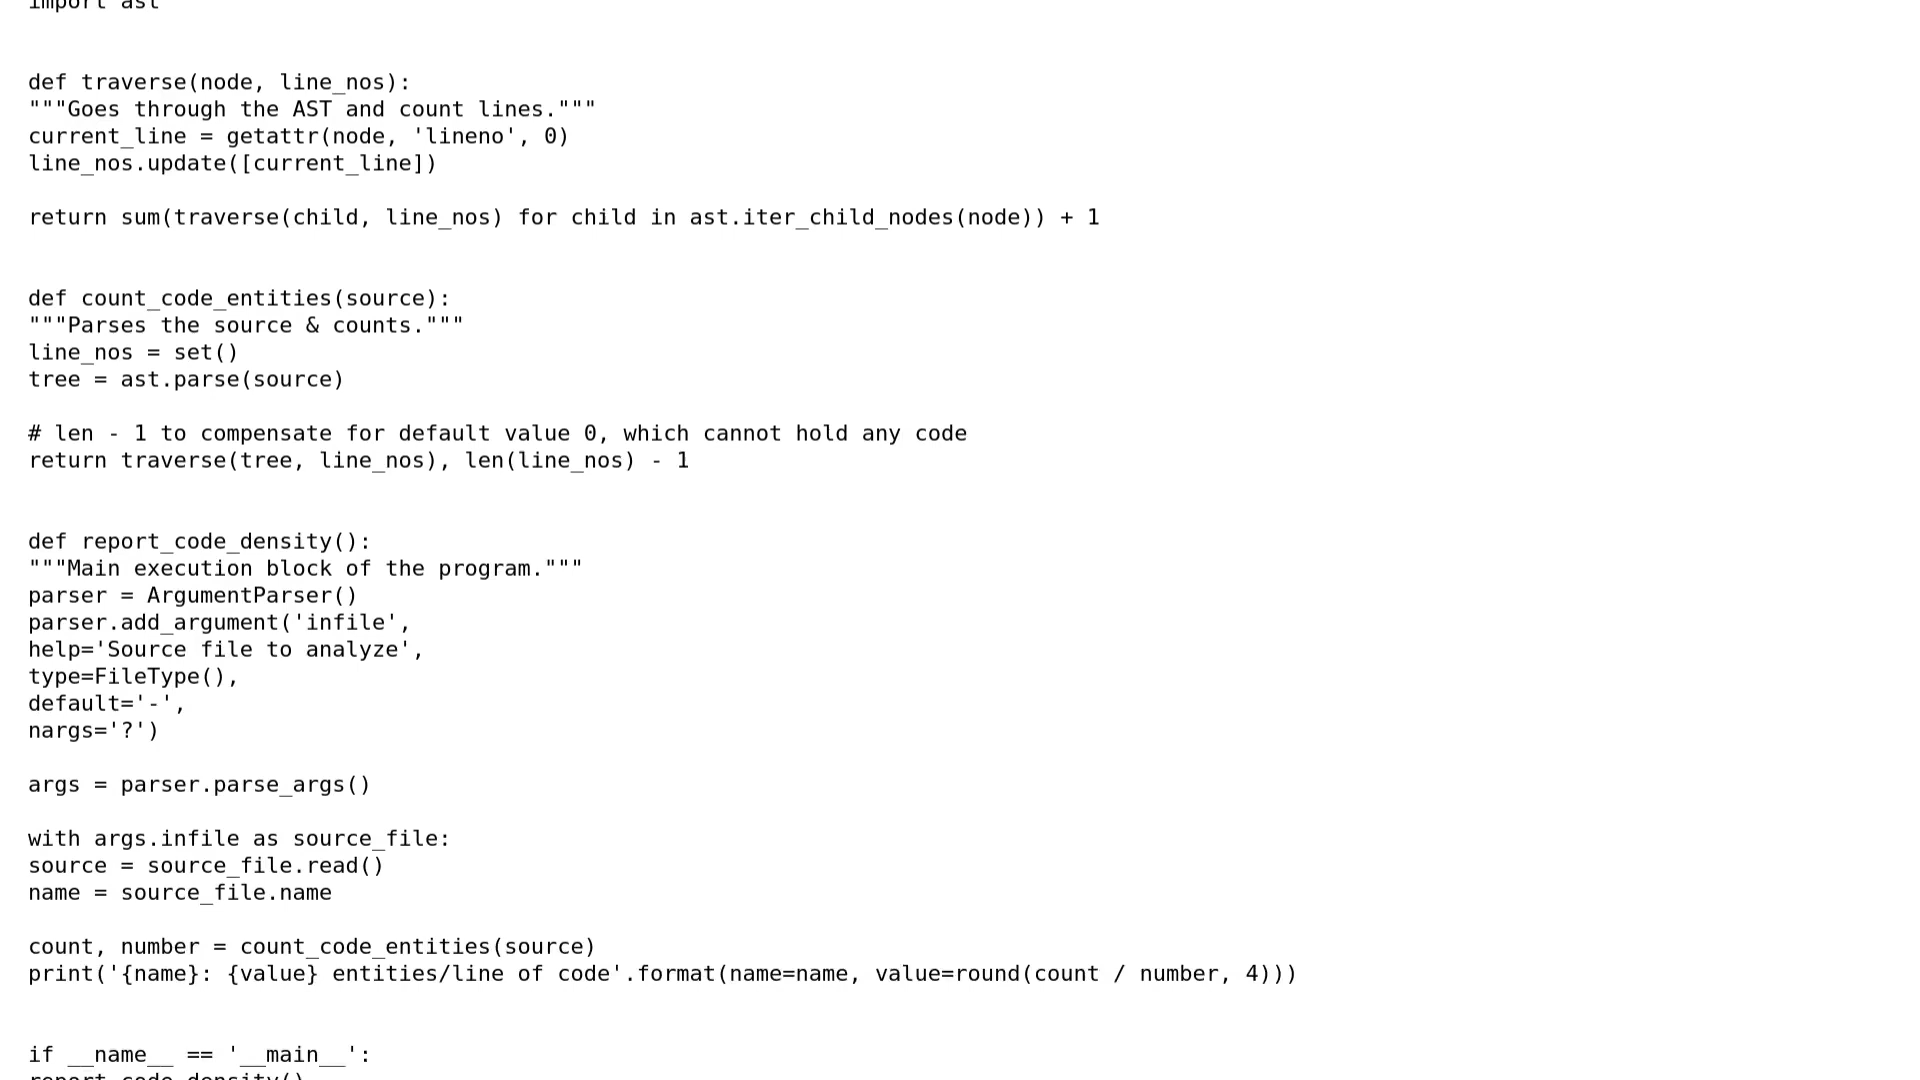 import ast
def traverse(node, line_nos):
"""Goes through the AST and count lines."""
current_line = getattr(node, 'lineno', 0)
line_nos.update([current_line])
return sum(traverse(child, line_nos) for child in ast.iter_child_nodes(node)) + 1
def count_code_entities(source):
"""Parses the source & counts."""
line_nos = set()
tree = ast.parse(source)
# len - 1 to compensate for default value 0, which cannot hold any code
return traverse(tree, line_nos), len(line_nos) - 1
def report_code_density():
"""Main execution block of the program."""
parser = ArgumentParser()
parser.add_argument('infile',
help='Source file to analyze',
type=FileType(),
default='-',
nargs='?')
args = parser.parse_args()
with args.infile as source_file:
source = source_file.read()
name = source_file.name
count, number = count_code_entities(source)
print('{name}: {value} entities/line of code'.format(name=name, value=round(count / number, 4)))
if __name__ == '__main__':
report_code_density()